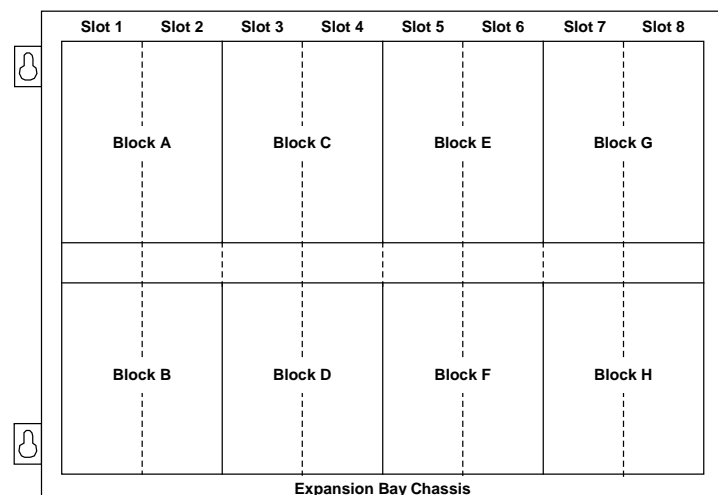 Slot 1 Slot 2 Slot 3 Slot 4 Slot 5 Slot 6 Slot 7 Slot 8
Block A Block C Block E Block G
Block B Block D Block F Block H
Expansion Bay Chassis